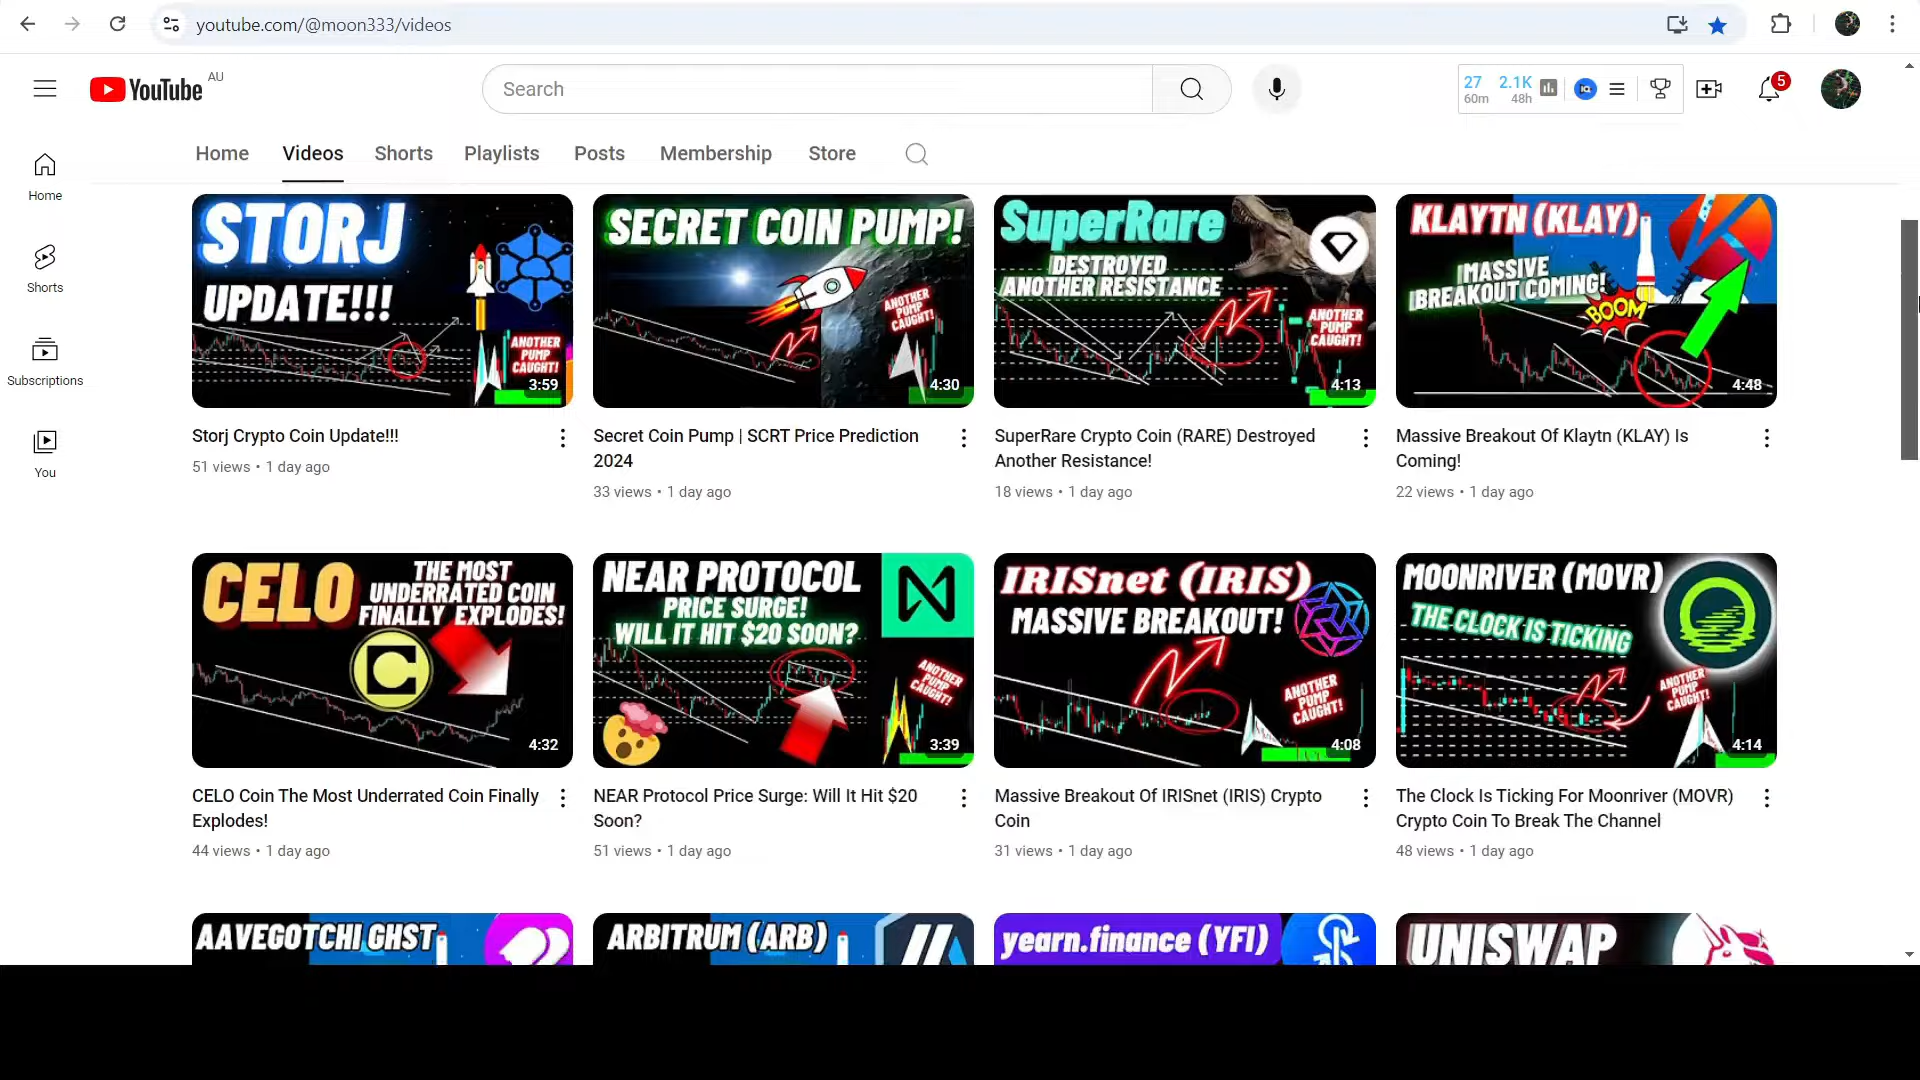 youtube.com/@moon333/videos
YouTube AU
Search
27 2.1K
60m 48h
5
Home Videos Shorts Playlists Posts Membership Store
Home
Shorts
Subscriptions
You
STORJ
UPDATE!!!
ANOTHER
PUMP
CAUGHT!
3:59
Storj Crypto Coin Update!!!
51 views • 1 day ago
SECRET COIN PUMP!
ANOTHER
PUMP
CAUGHT!
4:30
Secret Coin Pump | SCRT Price Prediction
2024
33 views • 1 day ago
SuperRare
DESTROYED
ANOTHER RESISTANCE
ANOTHER
PUMP
CAUGHT!
4:13
SuperRare Crypto Coin (RARE) Destroyed
Another Resistance!
18 views • 1 day ago
KLAYTN (KLAY)
MASSIVE
BREAKOUT COMING!
BOOM
4:48
Massive Breakout Of Klaytn (KLAY) Is
Coming!
22 views • 1 day ago
CELO
THE MOST
UNDERRATED COIN
FINALLY EXPLODES!
4:32
CELO Coin The Most Underrated Coin Finally
Explodes!
44 views • 1 day ago
NEAR PROTOCOL
PRICE SURGE!
WILL IT HIT $20 SOON?
ANOTHER
PUMP
CAUGHT!
3:39
NEAR Protocol Price Surge: Will It Hit $20
Soon?
51 views • 1 day ago
IRISnet (IRIS)
MASSIVE BREAKOUT!
ANOTHER
PUMP
CAUGHT!
4:08
Massive Breakout Of IRISnet (IRIS) Crypto
Coin
31 views • 1 day ago
MOONRIVER (MOVR)
THE CLOCK IS TICKING
ANOTHER
PUMP
CAUGHT!
4:14
The Clock Is Ticking For Moonriver (MOVR)
Crypto Coin To Break The Channel
48 views • 1 day ago
AAVEGOTCHI GHST
ARBITRUM (ARB)
yearn.finance (YFI)
UNISWAP